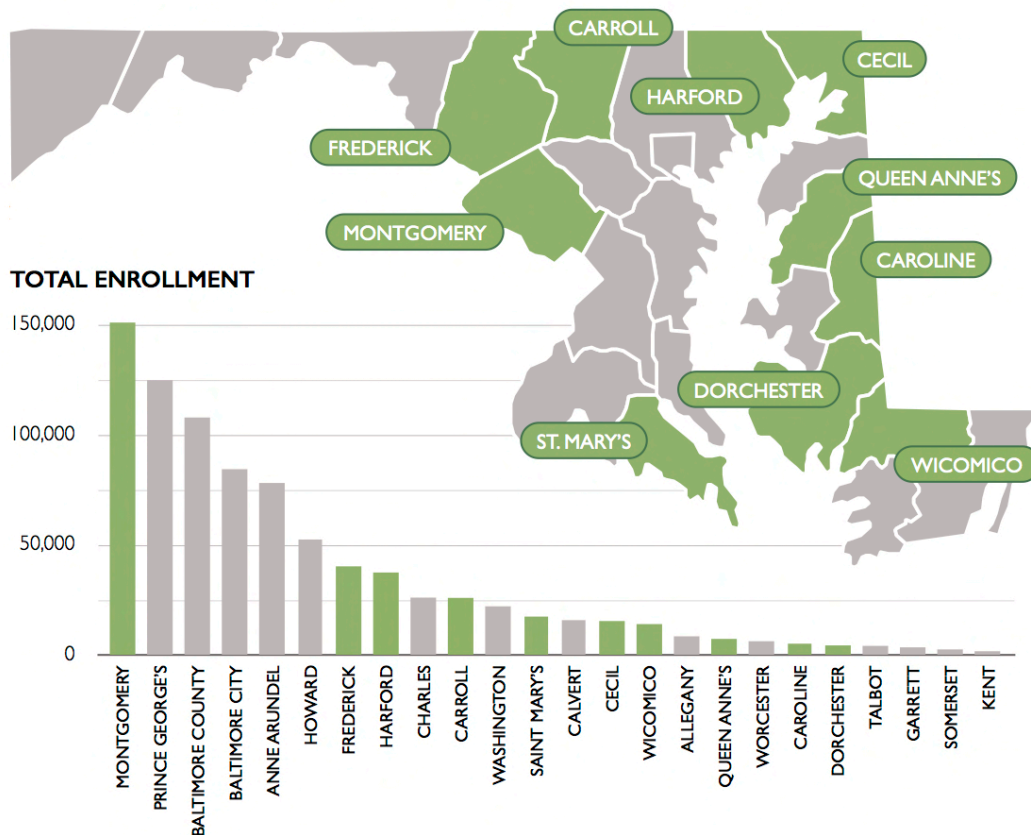 CARROLL
CECIL
HARFORD
FREDERICK
QUEEN ANNE'S
MONTGOMERY
CAROLINE
TOTAL ENROLLMENT
150,000
DORCHESTER
100,000
ST. MARY'S
WICOMICO
50,000
0
MONTGOMERY
PRINCE GEORGE'S
BALTIMORE COUNTY
BALTIMORE CITY
ANNE ARUNDEL
HOWARD
FREDERICK
HARFORD
CHARLES
CARROLL
WASHINGTON
SAINT MARY'S
CALVERT
CECIL
WICOMICO
ALLEGANY
QUEEN ANNE'S
WORCESTER
CAROLINE
DORCHESTER
TALBOT
GARRETT
SOMERSET
KENT